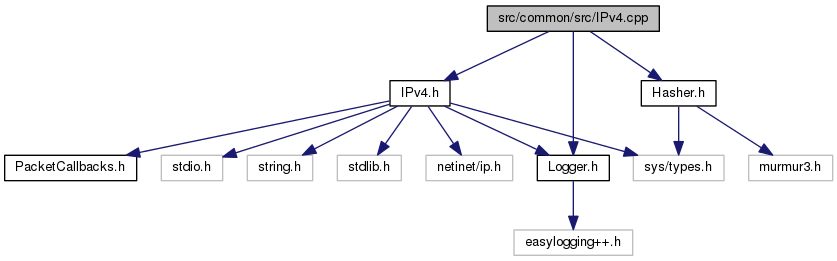 src/common/src/IPv4.cpp
IPv4.h
Hasher.h
PacketCallbacks.h
stdio.h
string.h
stdlib.h
netinet/ip.h
Logger.h
sys/types.h
murmur3.h
easylogging++.h